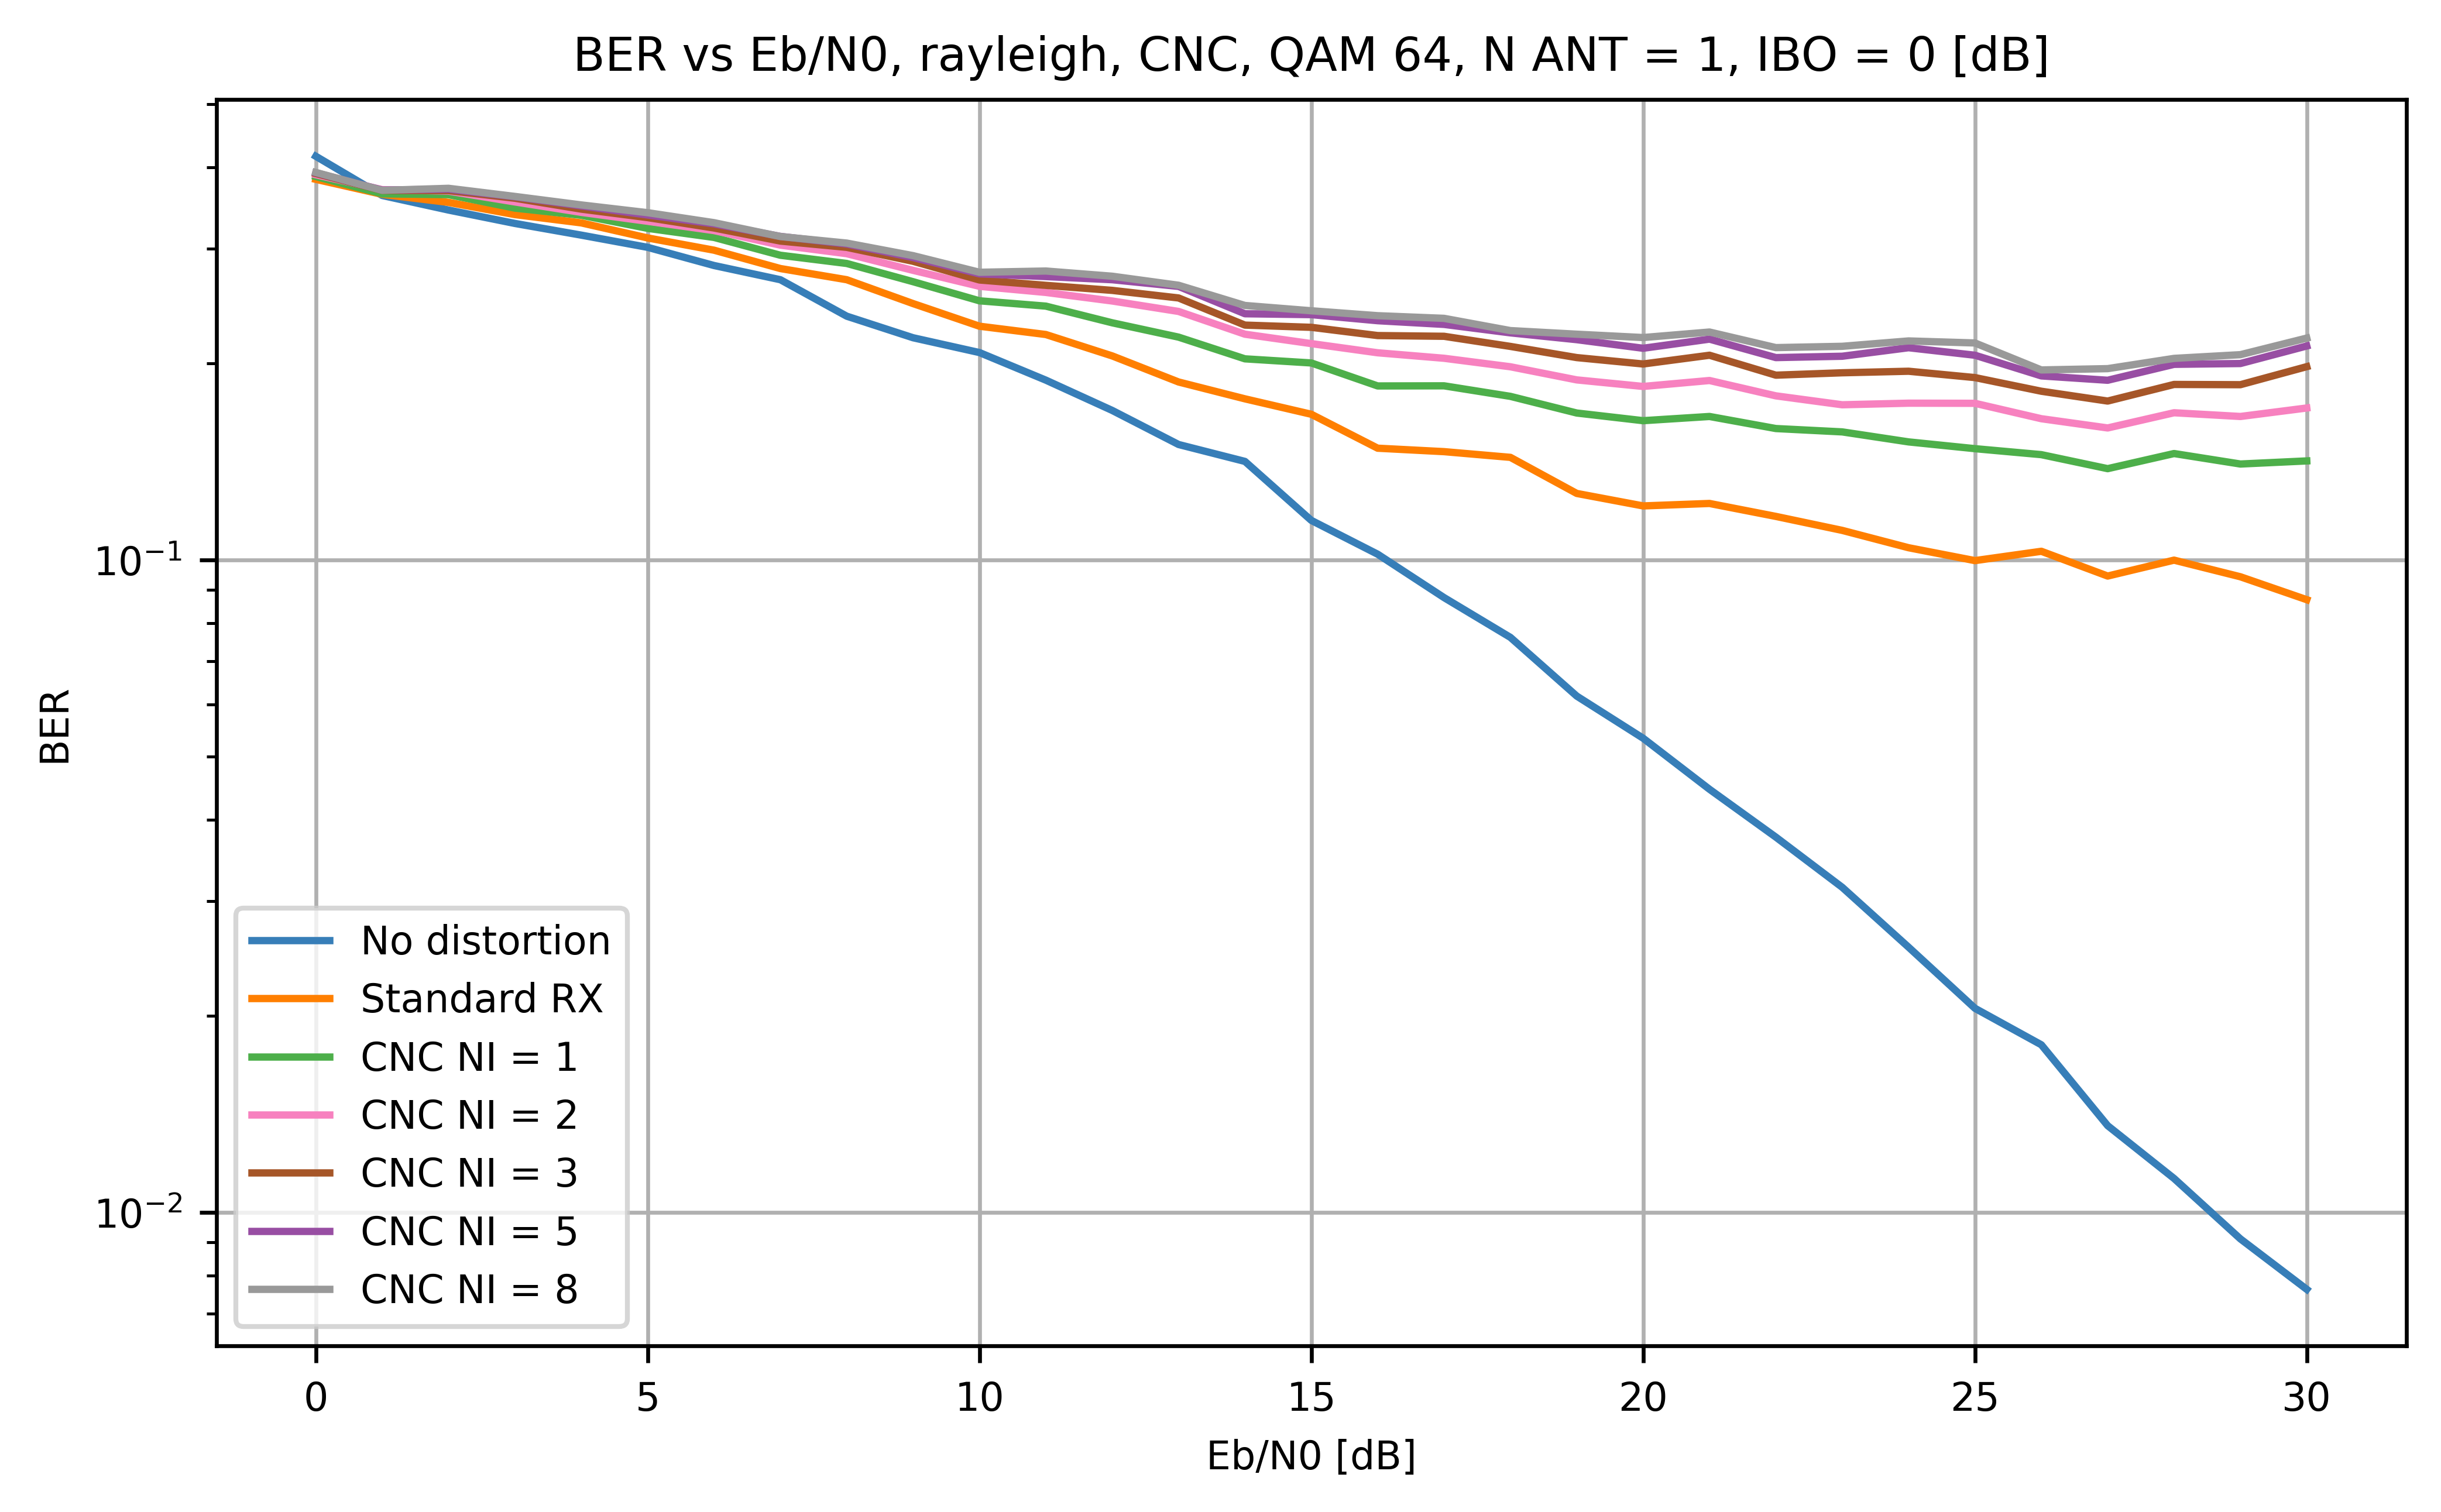 BER vs Eb/N0, rayleigh, CNC, QAM 64, N ANT = 1, IBO = 0 [dB]
BER
10⁻¹
10⁻²
No distortion
Standard RX
CNC NI = 1
CNC NI = 2
CNC NI = 3
CNC NI = 5
CNC NI = 8
0 5 10 15 20 25 30
Eb/N0 [dB]